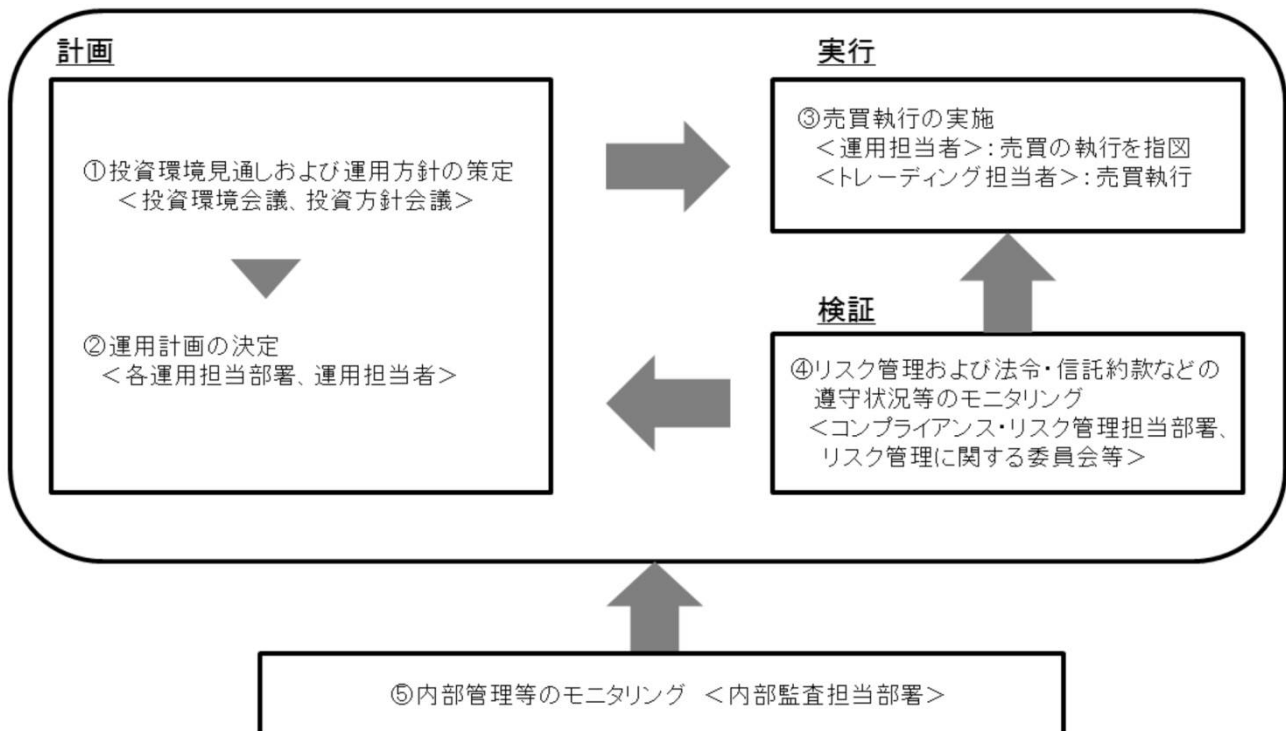 計画
①投資環境見通しおよび運用方針の策定
＜投資環境会議、投資方針会議＞
②運用計画の決定
＜各運用担当部署、運用担当者＞
実行
③売買執行の実施
＜運用担当者＞：売買の執行を指図
＜トレーディング担当者＞：売買執行
検証
④リスク管理および法令・信託約款などの
遵守状況等のモニタリング
＜コンプライアンス・リスク管理担当部署、
リスク管理に関する委員会等＞
⑤内部管理等のモニタリング ＜内部監査担当部署＞